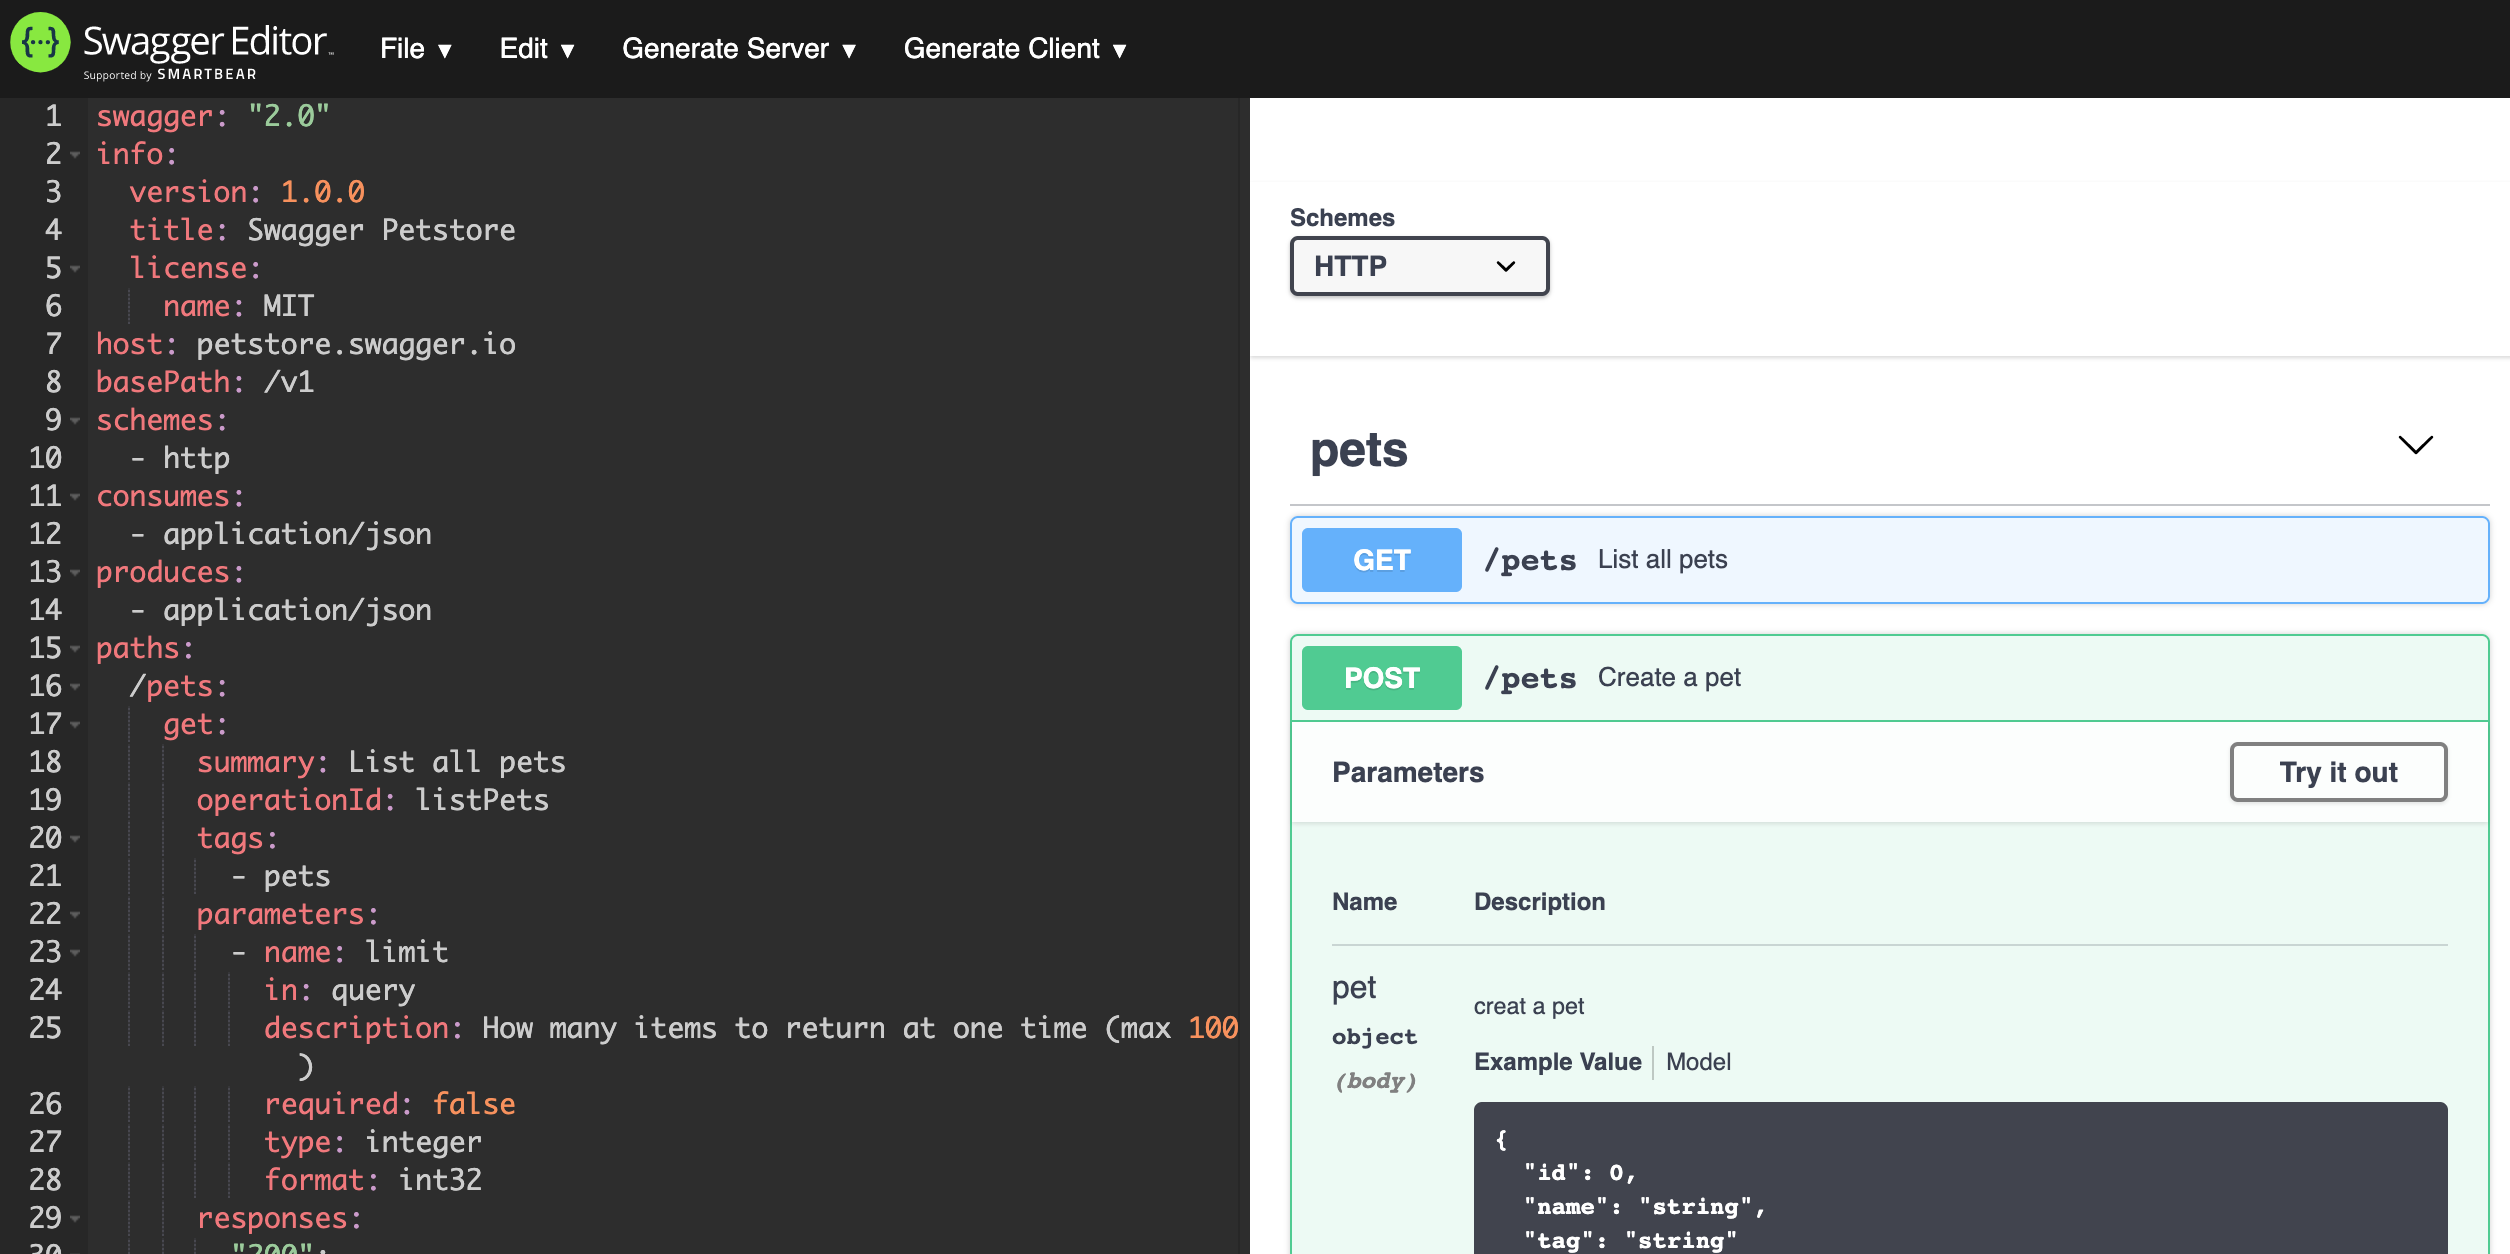 Swagger Editor
Supported by SMARTBEAR
File ▼ Edit ▼ Generate Server ▼ Generate Client ▼
1 swagger: "2.0"
2 info:
3 version: 1.0.0
4 title: Swagger Petstore
5 license:
6 name: MIT
7 host: petstore.swagger.io
8 basePath: /v1
9 schemes:
10 - http
11 consumes:
12 - application/json
13 produces:
14 - application/json
15 paths:
16 /pets:
17 get:
18 summary: List all pets
19 operationId: listPets
20 tags:
21 - pets
22 parameters:
23 - name: limit
24 in: query
25 description: How many items to return at one time (max 100
)
26 required: false
27 type: integer
28 format: int32
29 responses:
30 "200":
Schemes
HTTP
pets
GET /pets List all pets
POST /pets Create a pet
Parameters
Try it out
Name Description
pet
object
(body)
creat a pet
Example Value Model
{
"id": 0,
"name": "string",
"tag": "string"